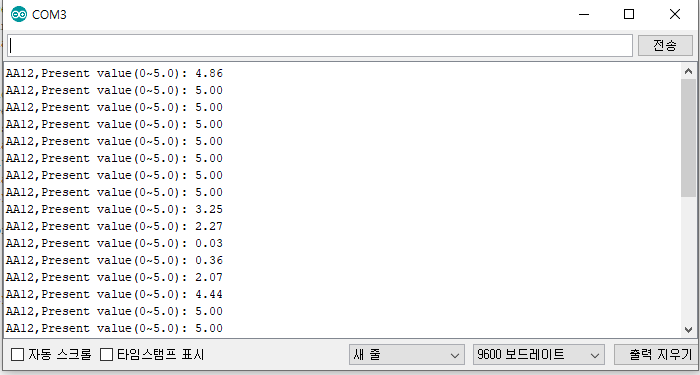 COM3
전송
AA12,Present value(0~5.0): 4.86
AA12,Present value(0~5.0): 5.00
AA12,Present value(0~5.0): 5.00
AA12,Present value(0~5.0): 5.00
AA12,Present value(0~5.0): 5.00
AA12,Present value(0~5.0): 5.00
AA12,Present value(0~5.0): 5.00
AA12,Present value(0~5.0): 5.00
AA12,Present value(0~5.0): 3.25
AA12,Present value(0~5.0): 2.27
AA12,Present value(0~5.0): 0.03
AA12,Present value(0~5.0): 0.36
AA12,Present value(0~5.0): 2.07
AA12,Present value(0~5.0): 4.44
AA12,Present value(0~5.0): 5.00
AA12,Present value(0~5.0): 5.00
자동 스크롤 타임스탬프 표시 새 줄 9600 보드레이트 출력 지우기